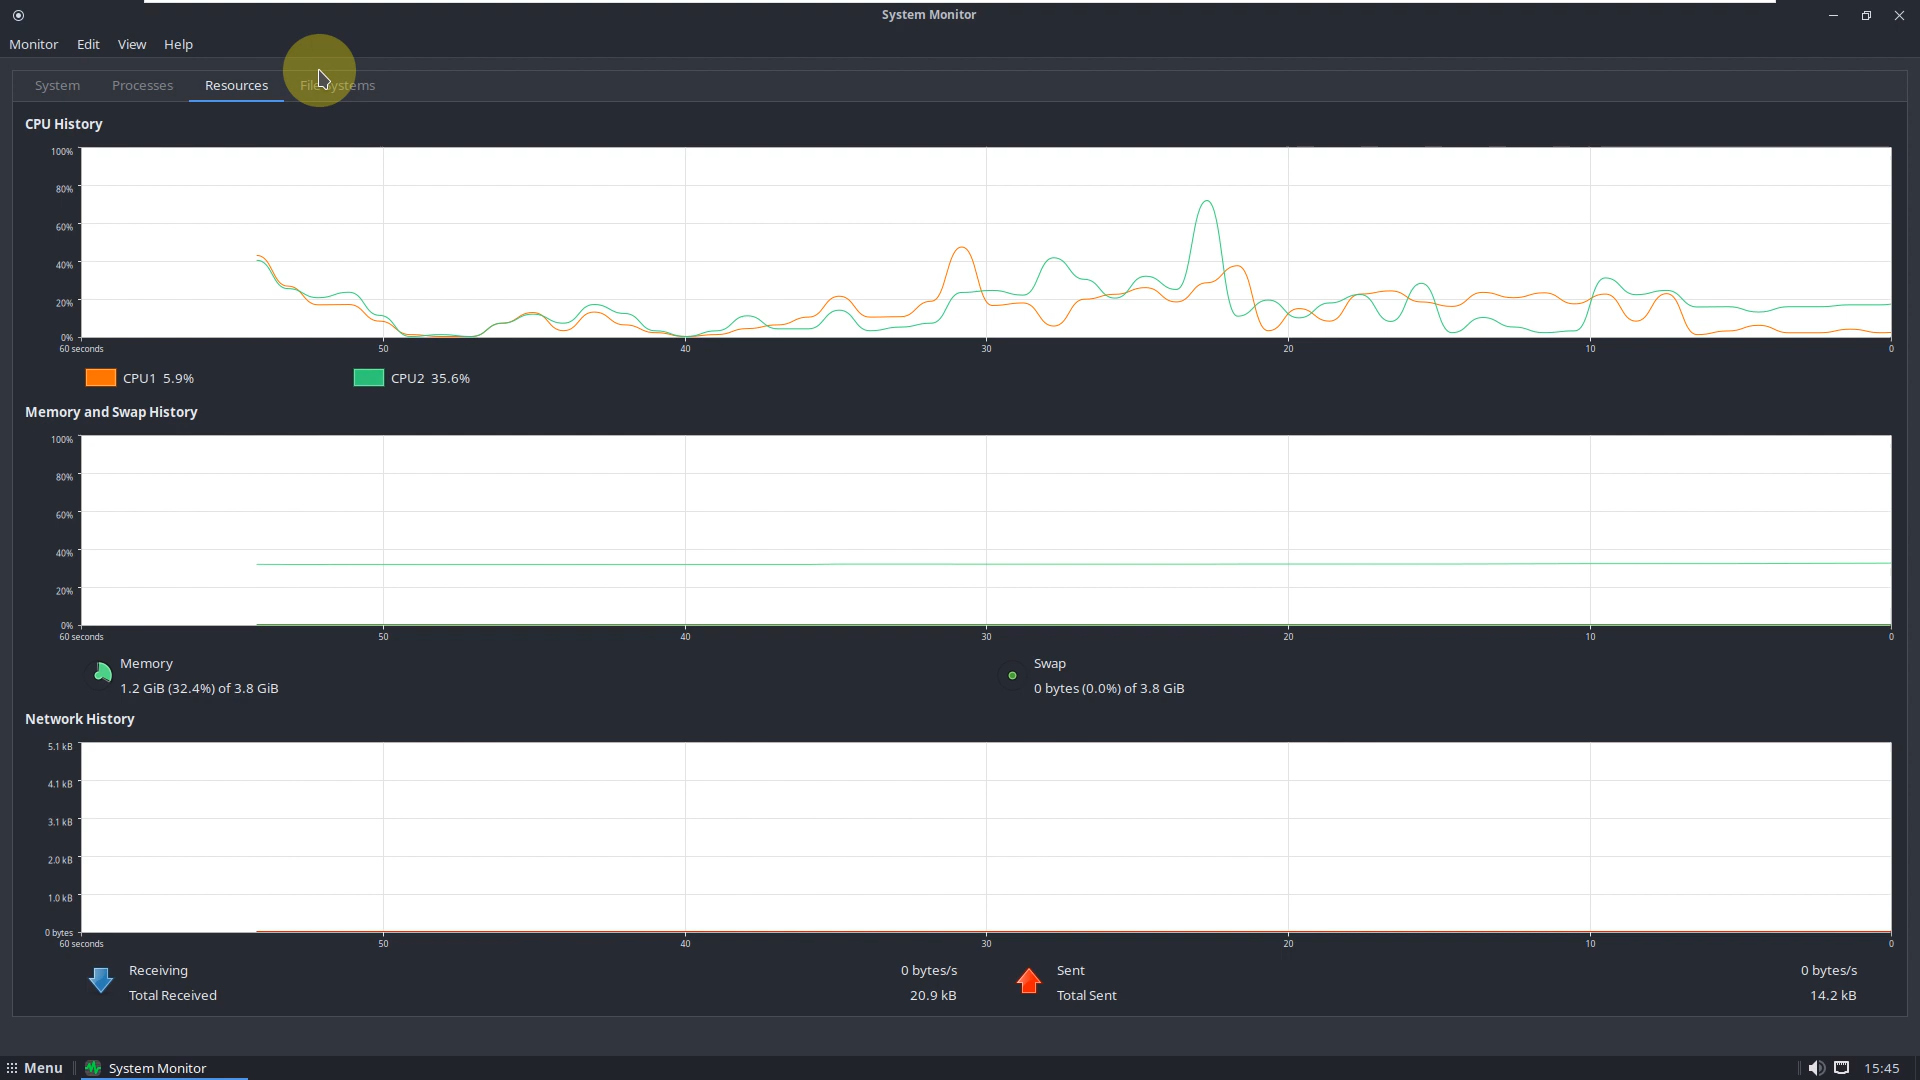 System Monitor
Monitor Edit View Help
System Processes Resources File Systems
CPU History
100%
80%
60%
40%
20%
0%
60 seconds 50 40 30 20 10 0
CPU1 5.9% CPU2 35.6%
Memory and Swap History
100%
80%
60%
40%
20%
0%
60 seconds 50 40 30 20 10 0
Memory Swap
1.2 GiB (32.4%) of 3.8 GiB 0 bytes (0.0%) of 3.8 GiB
Network History
5.1 kB
4.1 kB
3.1 kB
2.0 kB
1.0 kB
0 bytes
60 seconds 50 40 30 20 10 0
Receiving 0 bytes/s Sent 0 bytes/s
Total Received 20.9 kB Total Sent 14.2 kB
Menu System Monitor 15:45